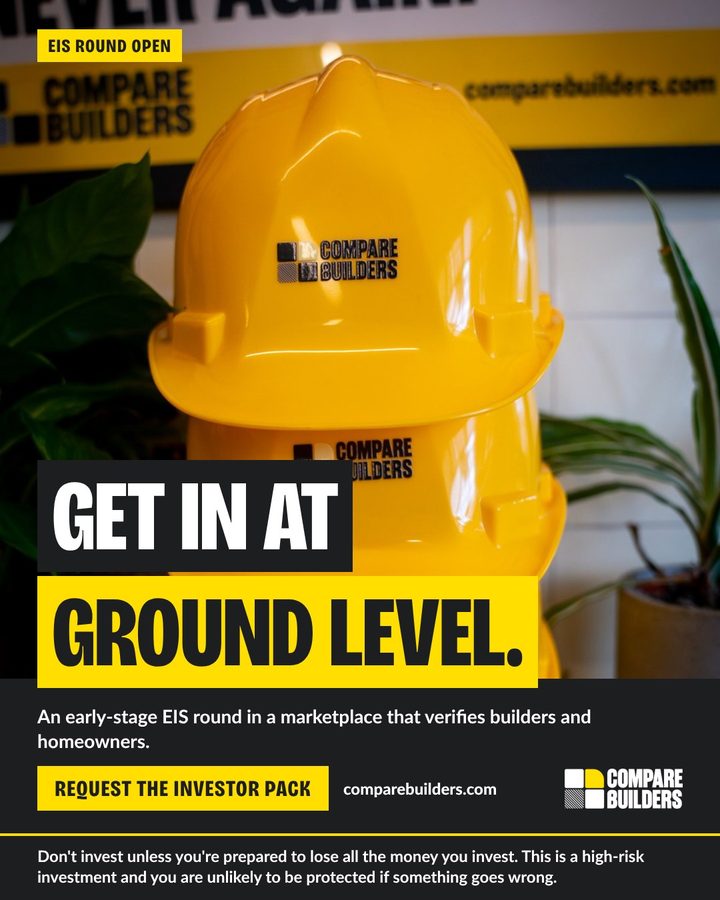 NEVER AGAIN
EIS ROUND OPEN
COMPARE
BUILDERS
comparebuilders.com
COMPARE
BUILDERS
COMPARE
BUILDERS
GET IN AT
GROUND LEVEL.
An early-stage EIS round in a marketplace that verifies builders and
homeowners.
REQUEST THE INVESTOR PACK
comparebuilders.com
COMPARE
BUILDERS
Don't invest unless you're prepared to lose all the money you invest. This is a high-risk
investment and you are unlikely to be protected if something goes wrong.